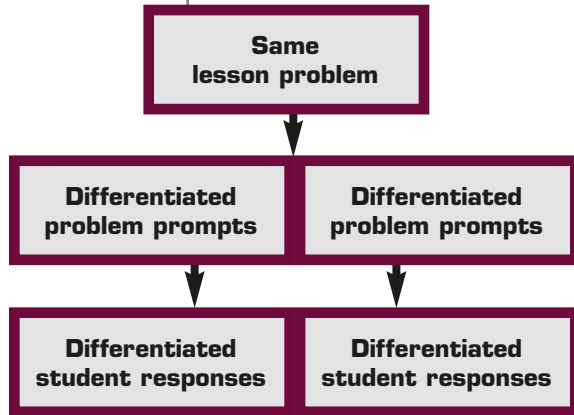 Same
lesson problem
Differentiated
problem prompts
Differentiated
problem prompts
Differentiated
student responses
Differentiated
student responses